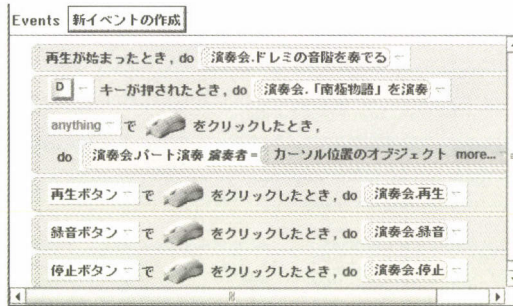 Events 新イベントの作成
再生が始まったとき, do 演奏会.ドレミの音階を奏でる
D キーが押されたとき, do 演奏会.「南極物語」を演奏
anything で をクリックしたとき,
do 演奏会.パート演奏 演奏者= カーソル位置のオブジェクト more...
再生ボタン で をクリックしたとき, do 演奏会.再生
録音ボタン で をクリックしたとき, do 演奏会.録音
停止ボタン で をクリックしたとき, do 演奏会.停止